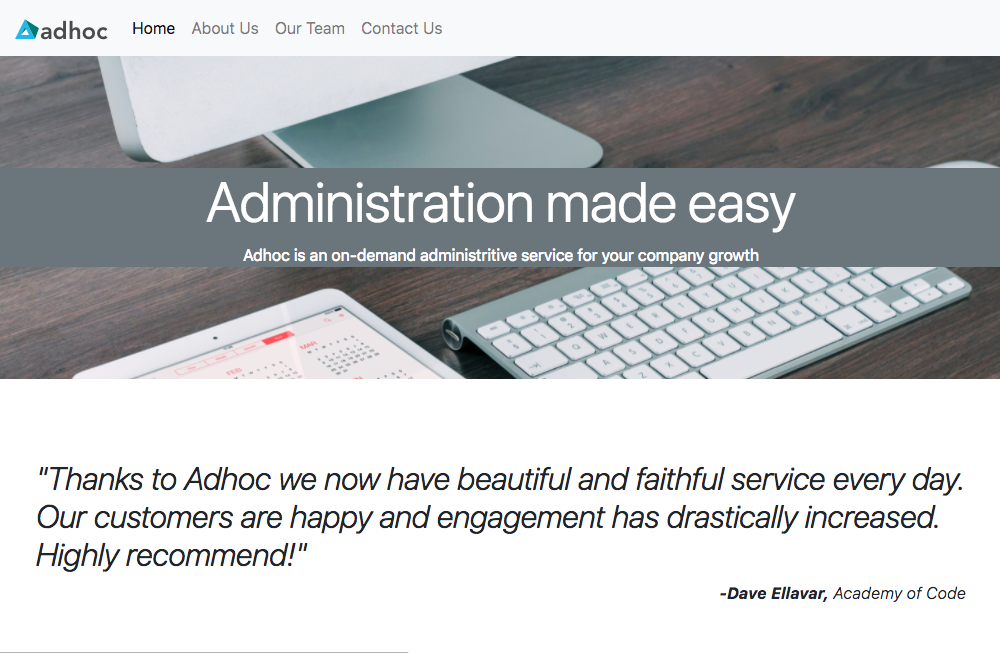 adhoc Home About Us Our Team Contact Us
Administration made easy
Adhoc is an on-demand administritive service for your company growth
FEB
MAR
"Thanks to Adhoc we now have beautiful and faithful service every day.
Our customers are happy and engagement has drastically increased.
Highly recommend!"
-Dave Ellavar, Academy of Code